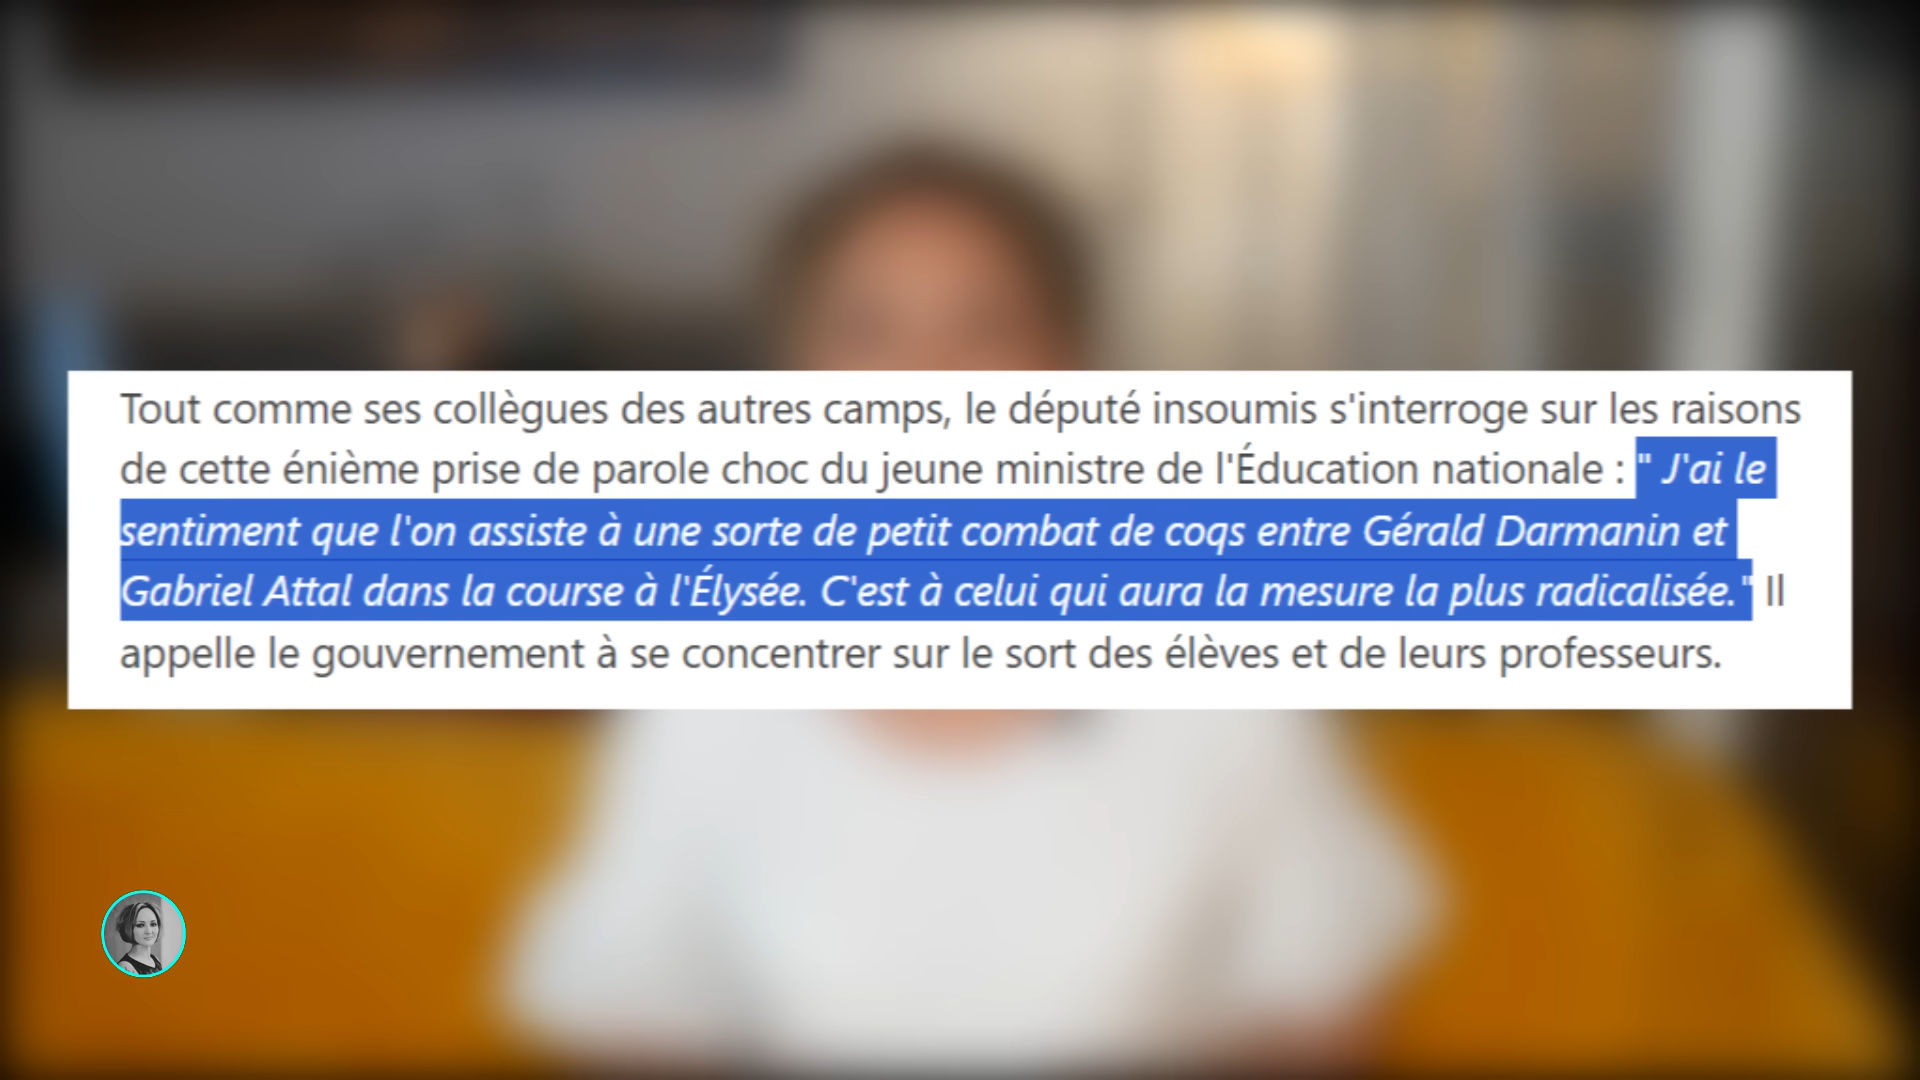 Tout comme ses collègues des autres camps, le député insoumis s'interroge sur les raisons
de cette énième prise de parole choc du jeune ministre de l'Éducation nationale : " J'ai le
sentiment que l'on assiste à une sorte de petit combat de coqs entre Gérald Darmanin et
Gabriel Attal dans la course à l'Élysée. C'est à celui qui aura la mesure la plus radicalisée." Il
appelle le gouvernement à se concentrer sur le sort des élèves et de leurs professeurs.